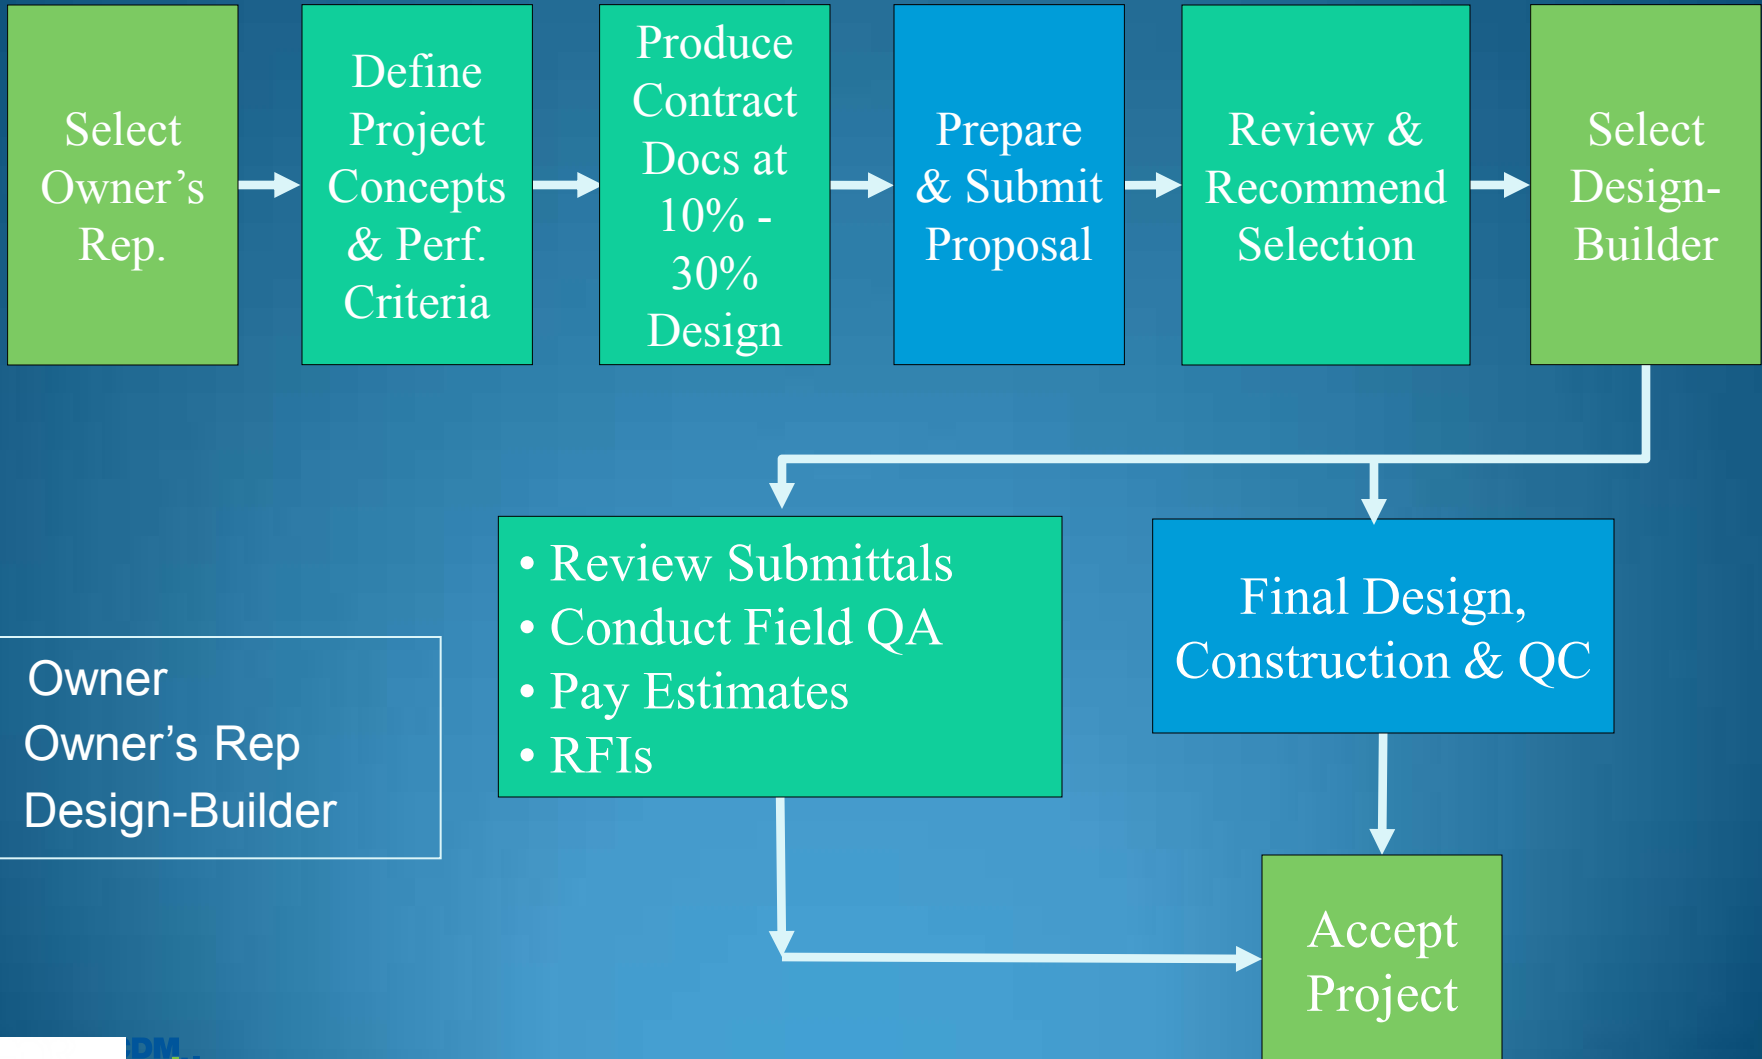 Select
Owner’s
Rep.
Define
Project
Concepts
& Perf.
Criteria
Produce
Contract
Docs at
10% -
30%
Design
Prepare
& Submit
Proposal
Review &
Recommend
Selection
Select
Design-
Builder
• Review Submittals
• Conduct Field QA
• Pay Estimates
• RFIs
Final Design,
Construction & QC
Owner
Owner’s Rep
Design-Builder
Accept
Project